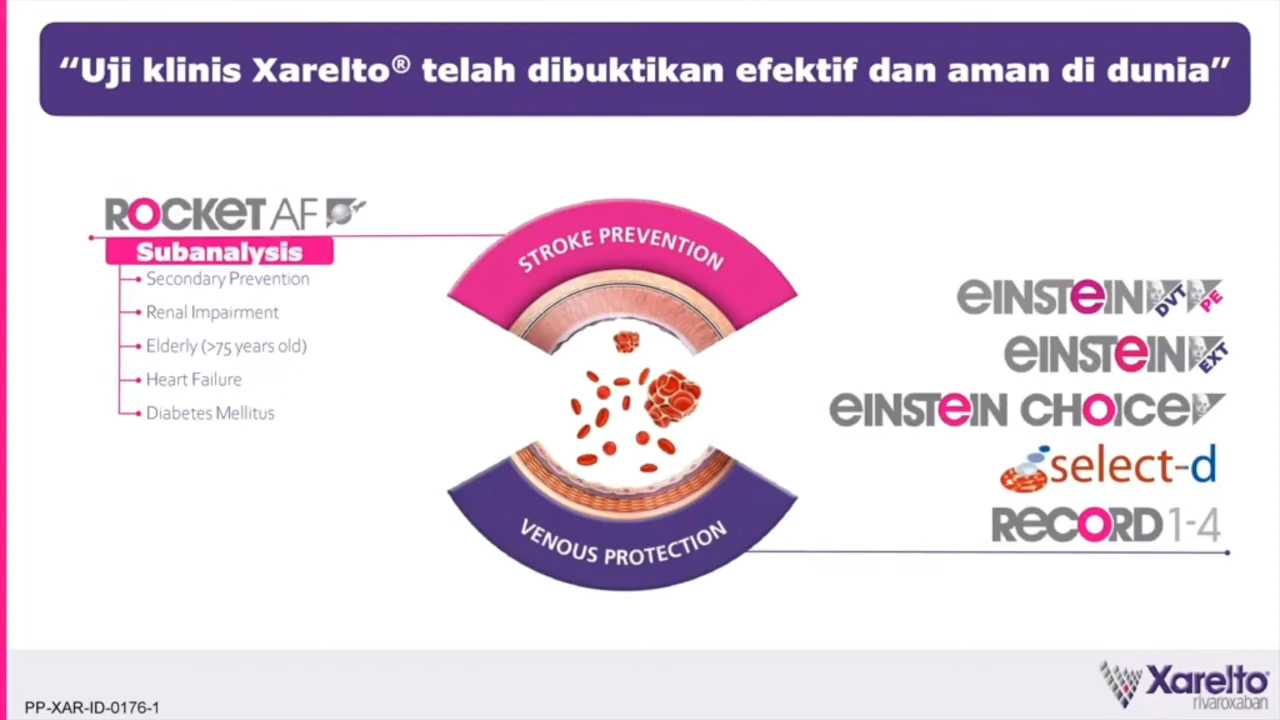 “Uji klinis Xarelto® telah dibuktikan efektif dan aman di dunia”
ROCKET AF
Subanalysis
Secondary Prevention
Renal Impairment
Elderly (>75 years old)
Heart Failure
Diabetes Mellitus
STROKE PREVENTION
VENOUS PROTECTION
EINSTEIN DVT PE
EINSTEIN EXT
EINSTEIN CHOICE
select-d
RECORD 1-4
PP-XAR-ID-0176-1
Xarelto
rivaroxaban